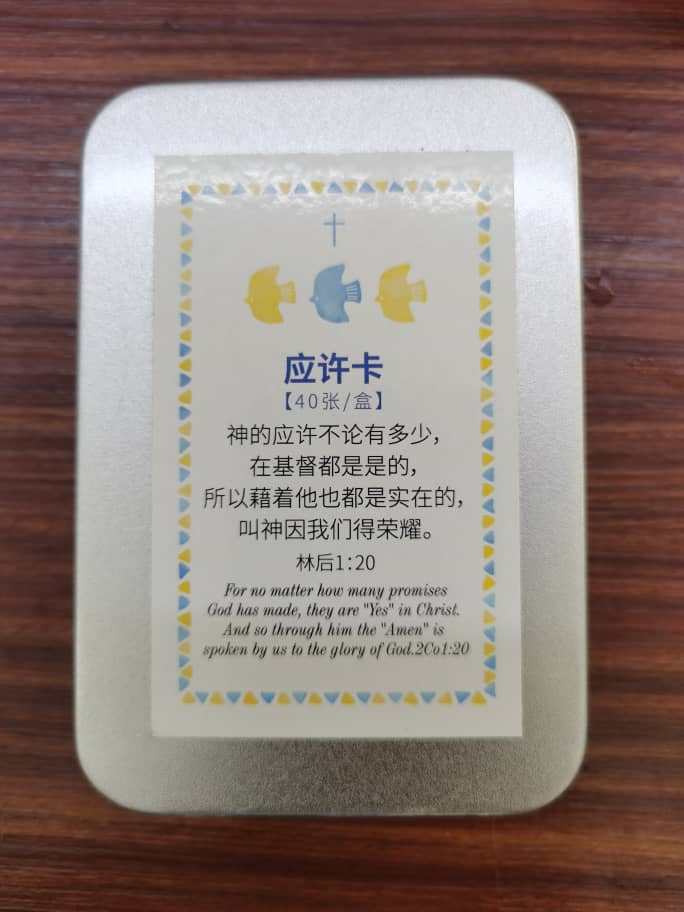 应许卡
【40张/盒】
神的应许不论有多少，
在基督都是是的，
所以藉着他也都是实在的，
叫神因我们得荣耀。
林后1：20
For no matter how many promises
God has made, they are "Yes" in Christ.
And so through him the "Amen" is
spoken by us to the glory of God.2Co1:20